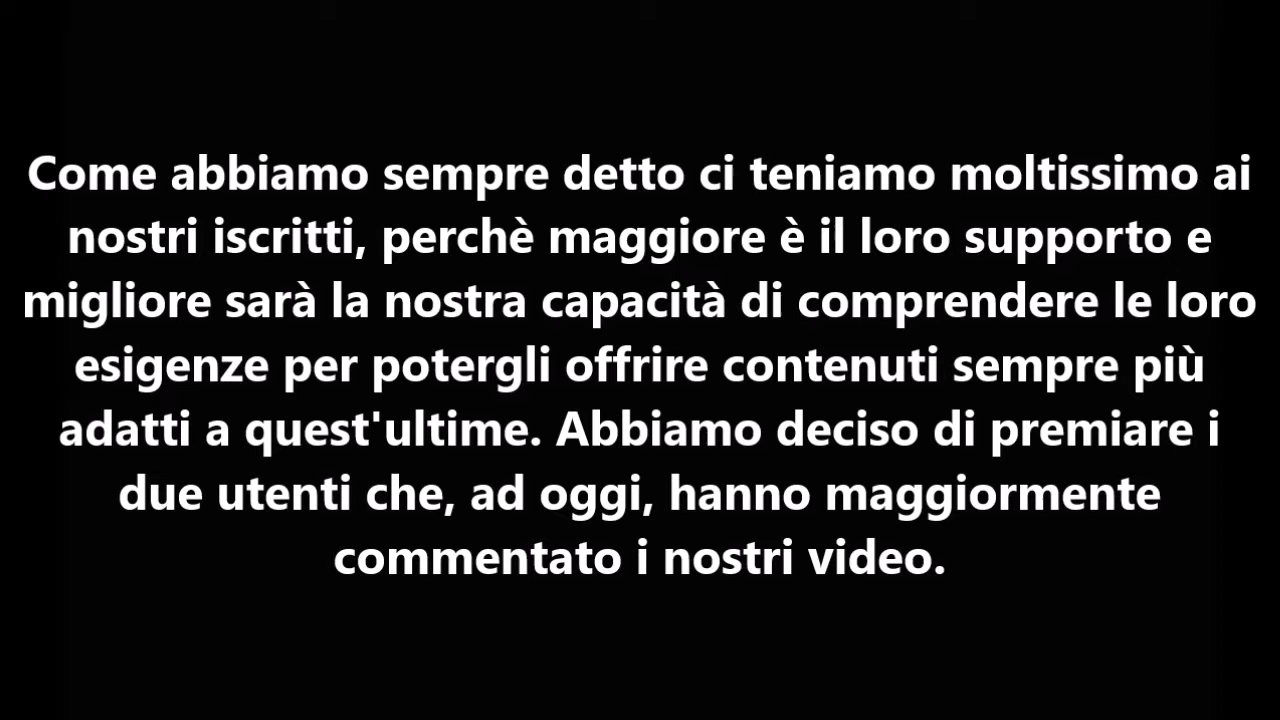 Come abbiamo sempre detto ci teniamo moltissimo ai
nostri iscritti, perchè maggiore è il loro supporto e
migliore sarà la nostra capacità di comprendere le loro
esigenze per potergli offrire contenuti sempre più
adatti a quest'ultime. Abbiamo deciso di premiare i
due utenti che, ad oggi, hanno maggiormente
commentato i nostri video.